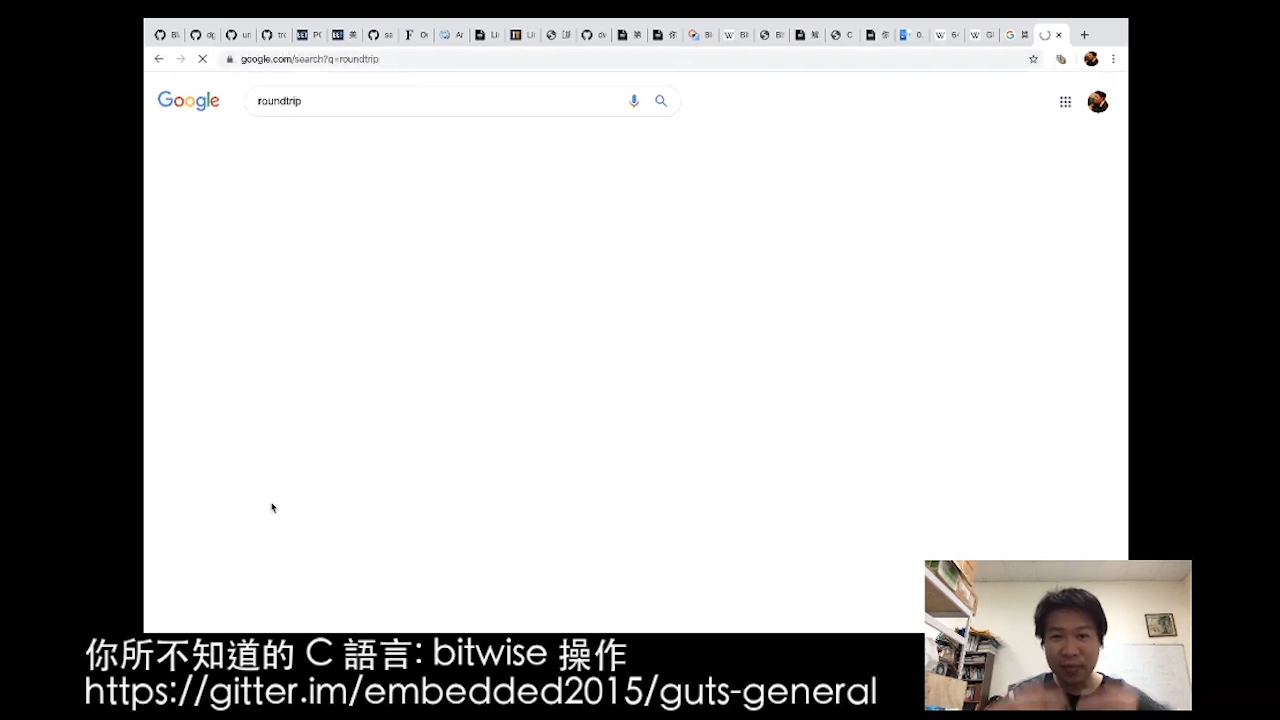 google.com/search?q=roundtrip
Google
roundtrip
你所不知道的 C 語言: bitwise 操作
https://gitter.im/embedded2015/guts-general